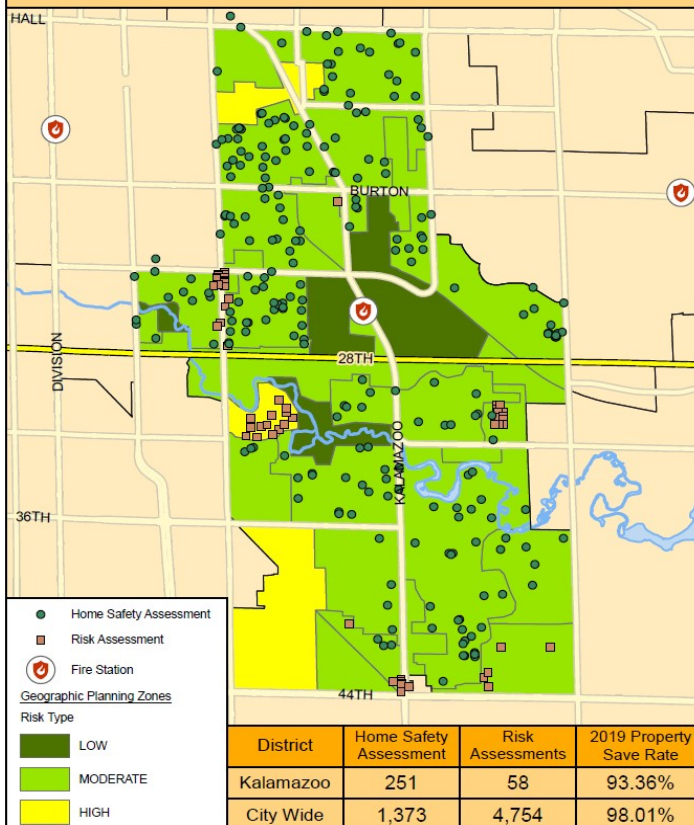 HALL
BURTON
DIVISION
28TH
KALAMAZOO
36TH
44TH
Home Safety Assessment
Risk Assessment
Fire Station
Geographic Planning Zones
Risk Type
LOW
MODERATE
HIGH
District Home Safety Assessment Risk Assessments 2019 Property Save Rate
Kalamazoo 251 58 93.36%
City Wide 1,373 4,754 98.01%